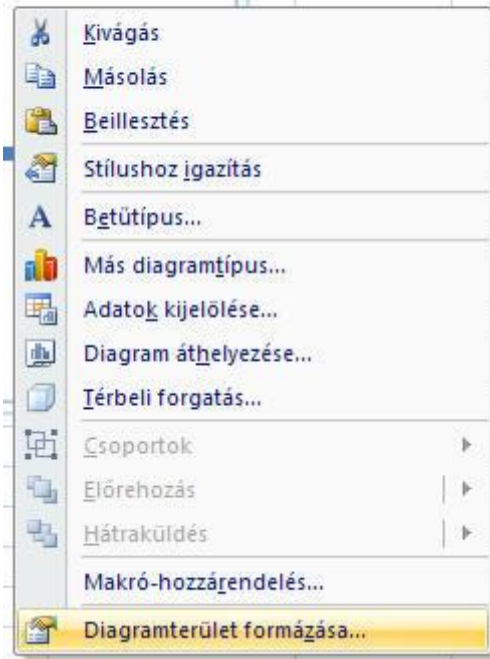 Kivágás
Másolás
Beillesztés
Stílushoz igazítás
Betűtípus...
Más diagramtípus...
Adatok kijelölése...
Diagram áthelyezése...
Térbeli forgatás...
Csoportok
Előrehozás
Hátraküldés
Makró-hozzárendelés...
Diagramterület formázása...